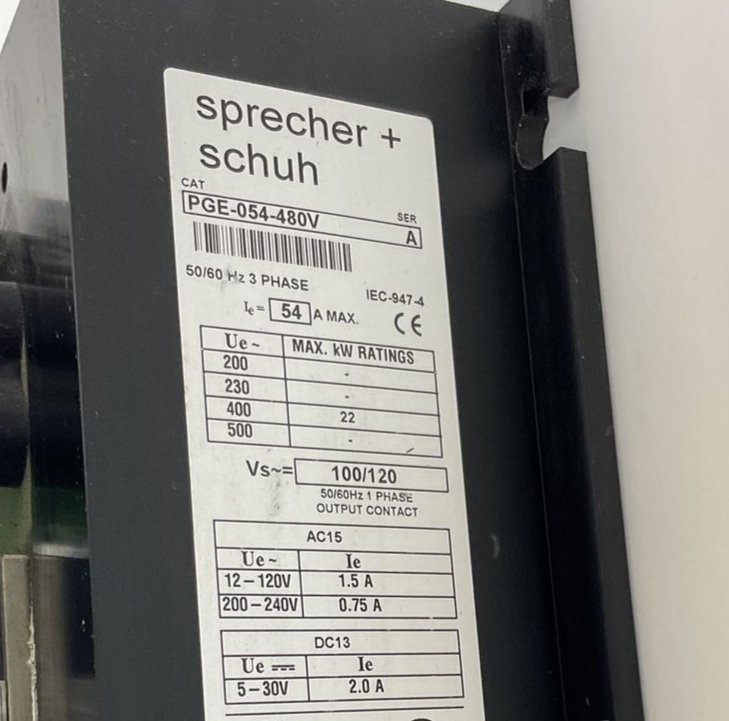 sprecher +
schuh
CAT
PGE-054-480V
SER
A
50/60 Hz 3 PHASE
IEC-947-4
Ie = 54 A MAX.
CE
Ue ~ MAX. kW RATINGS
200 -
230 -
400 22
500 -
Vs~= 100/120
50/60Hz 1 PHASE
OUTPUT CONTACT
AC15
Ue ~ Ie
12-120V 1.5 A
200-240V 0.75 A
DC13
Ue ⎓ Ie
5-30V 2.0 A